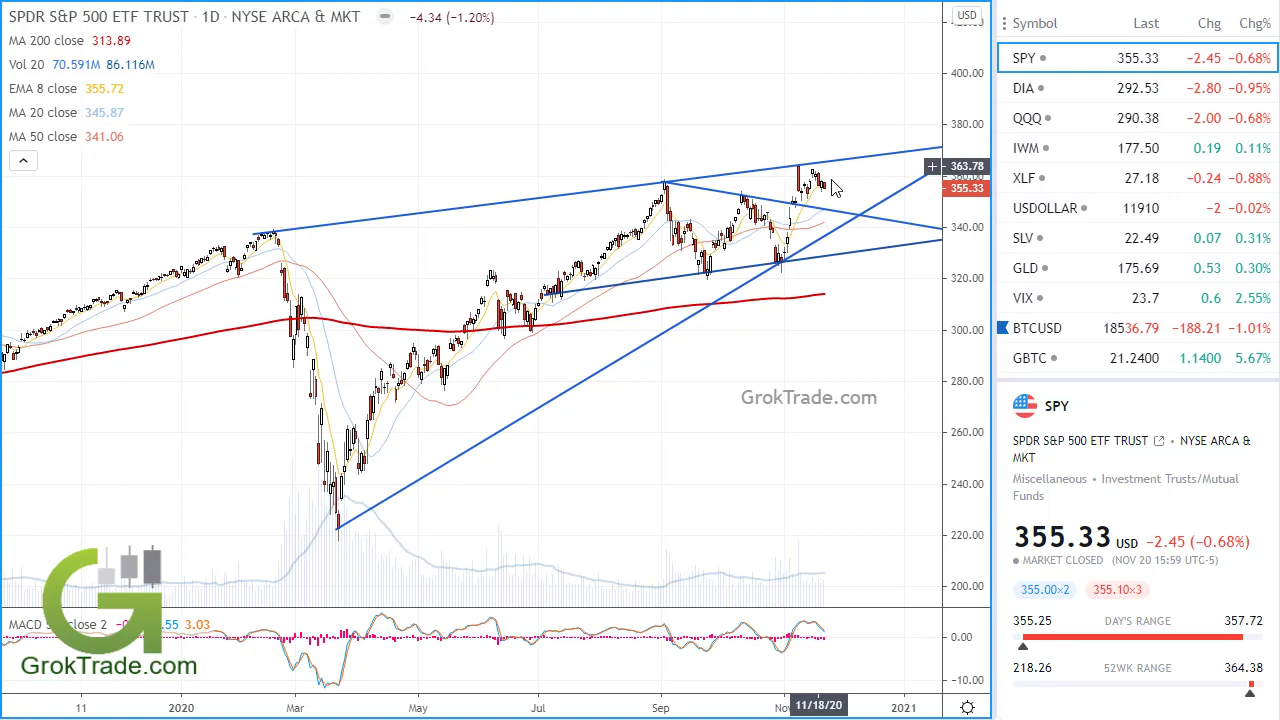 SPDR S&P 500 ETF TRUST · 1D · NYSE ARCA & MKT −4.34 (−1.20%)
MA 200 close 313.89
Vol 20 70.591M 86.116M
EMA 8 close 355.72
MA 20 close 345.87
MA 50 close 341.06
USD
400.00
380.00
363.78
355.33
340.00
320.00
300.00
280.00
260.00
240.00
220.00
200.00
GrokTrade.com
MACD close 2 3.03
0.00
−10.00
GrokTrade.com
11 2020 Mar May Jul Sep 11/18/20 2021
Symbol Last Chg Chg%
SPY 355.33 −2.45 −0.68%
DIA 292.53 −2.80 −0.95%
QQQ 290.38 −2.00 −0.68%
IWM 177.50 0.19 0.11%
XLF 27.18 −0.24 −0.88%
USDOLLAR 11910 −2 −0.02%
SLV 22.49 0.07 0.31%
GLD 175.69 0.53 0.30%
VIX 23.7 0.6 2.55%
BTCUSD 18536.79 −188.21 −1.01%
GBTC 21.2400 1.1400 5.67%
SPY
SPDR S&P 500 ETF TRUST • NYSE ARCA &
MKT
Miscellaneous • Investment Trusts/Mutual
Funds
355.33 USD −2.45 (−0.68%)
MARKET CLOSED (NOV 20 15:59 UTC-5)
355.00×2 355.10×3
355.25 DAY'S RANGE 357.72
218.26 52WK RANGE 364.38